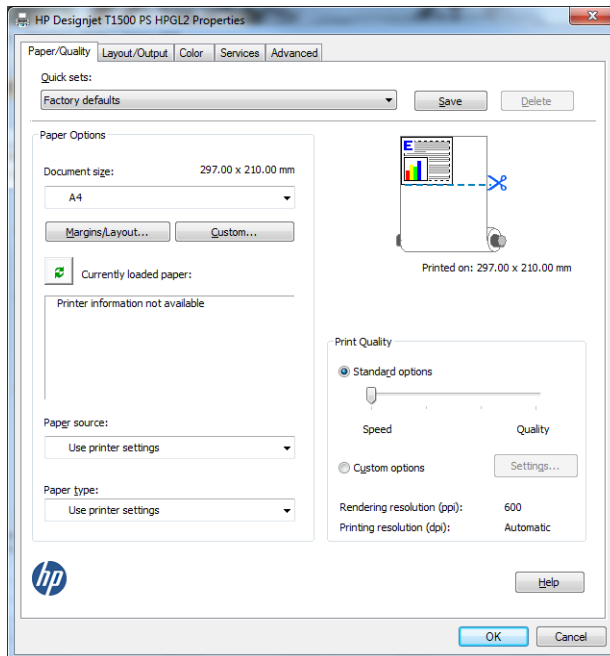 HP Designjet T1500 PS HPGL2 Properties
Paper/Quality Layout/Output Color Services Advanced
Quick sets:
Factory defaults Save Delete
Paper Options
Document size: 297.00 x 210.00 mm
A4
Margins/Layout... Custom...
Currently loaded paper:
Printer information not available
Paper source:
Use printer settings
Paper type:
Use printer settings
E
Printed on: 297.00 x 210.00 mm
Print Quality
Standard options
Speed Quality
Custom options Settings...
Rendering resolution (ppi): 600
Printing resolution (dpi): Automatic
hp
Help
OK Cancel